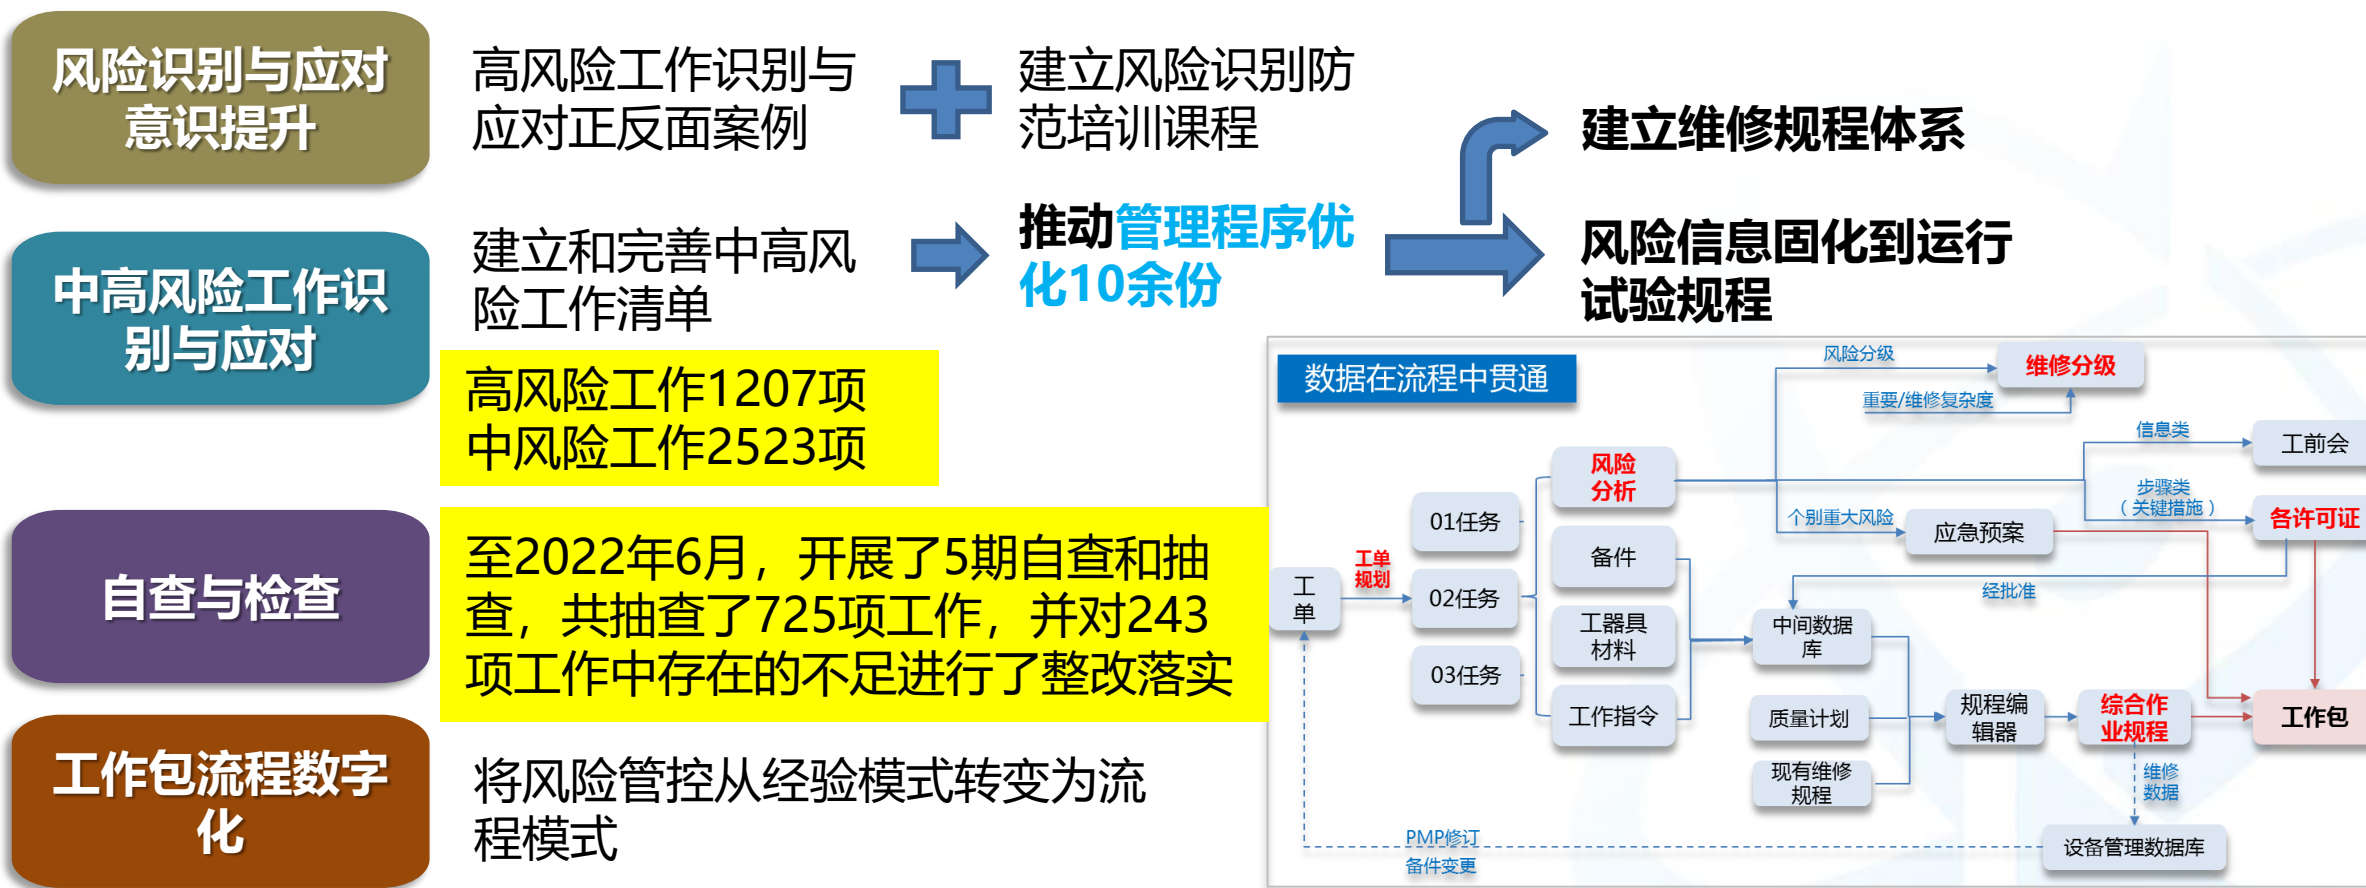 风险识别与应对
意识提升
高风险工作识别与
应对正反面案例
建立风险识别防
范培训课程
建立维修规程体系
中高风险工作识
别与应对
建立和完善中高风
险工作清单
推动管理程序优
化10余份
风险信息固化到运行
试验规程
高风险工作1207项
中风险工作2523项
自查与检查
至2022年6月，开展了5期自查和抽
查，共抽查了725项工作，并对243
项工作中存在的不足进行了整改落实
工作包流程数字
化
将风险管控从经验模式转变为流
程模式
数据在流程中贯通
风险分级
维修分级
重要/维修复杂度
信息类
工前会
风险
分析
步骤类
（关键措施）
各许可证
个别重大风险
应急预案
01任务
备件
工单
规划
工
单
02任务
经批准
工器具
材料
中间数据
库
03任务
工作指令
质量计划
规程编
辑器
综合作
业规程
工作包
现有维修
规程
维修
数据
PMP修订
备件变更
设备管理数据库